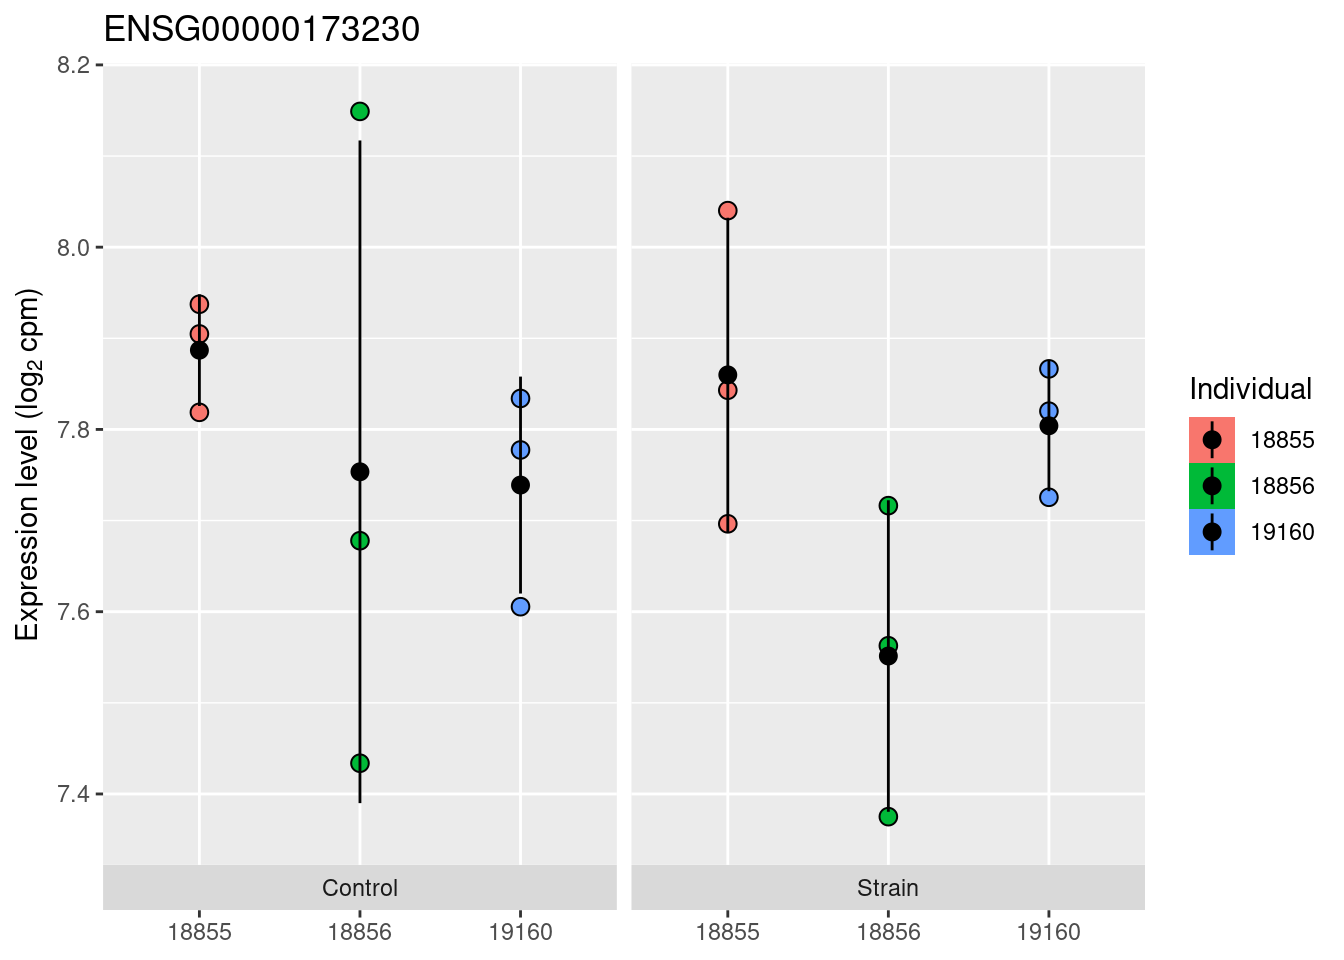 ENSG00000173230
Expression level (log₂ cpm)
8.2
8.0
7.8
7.6
7.4
Control
Strain
18855
18856
19160
18855
18856
19160
Individual
18855
18856
19160